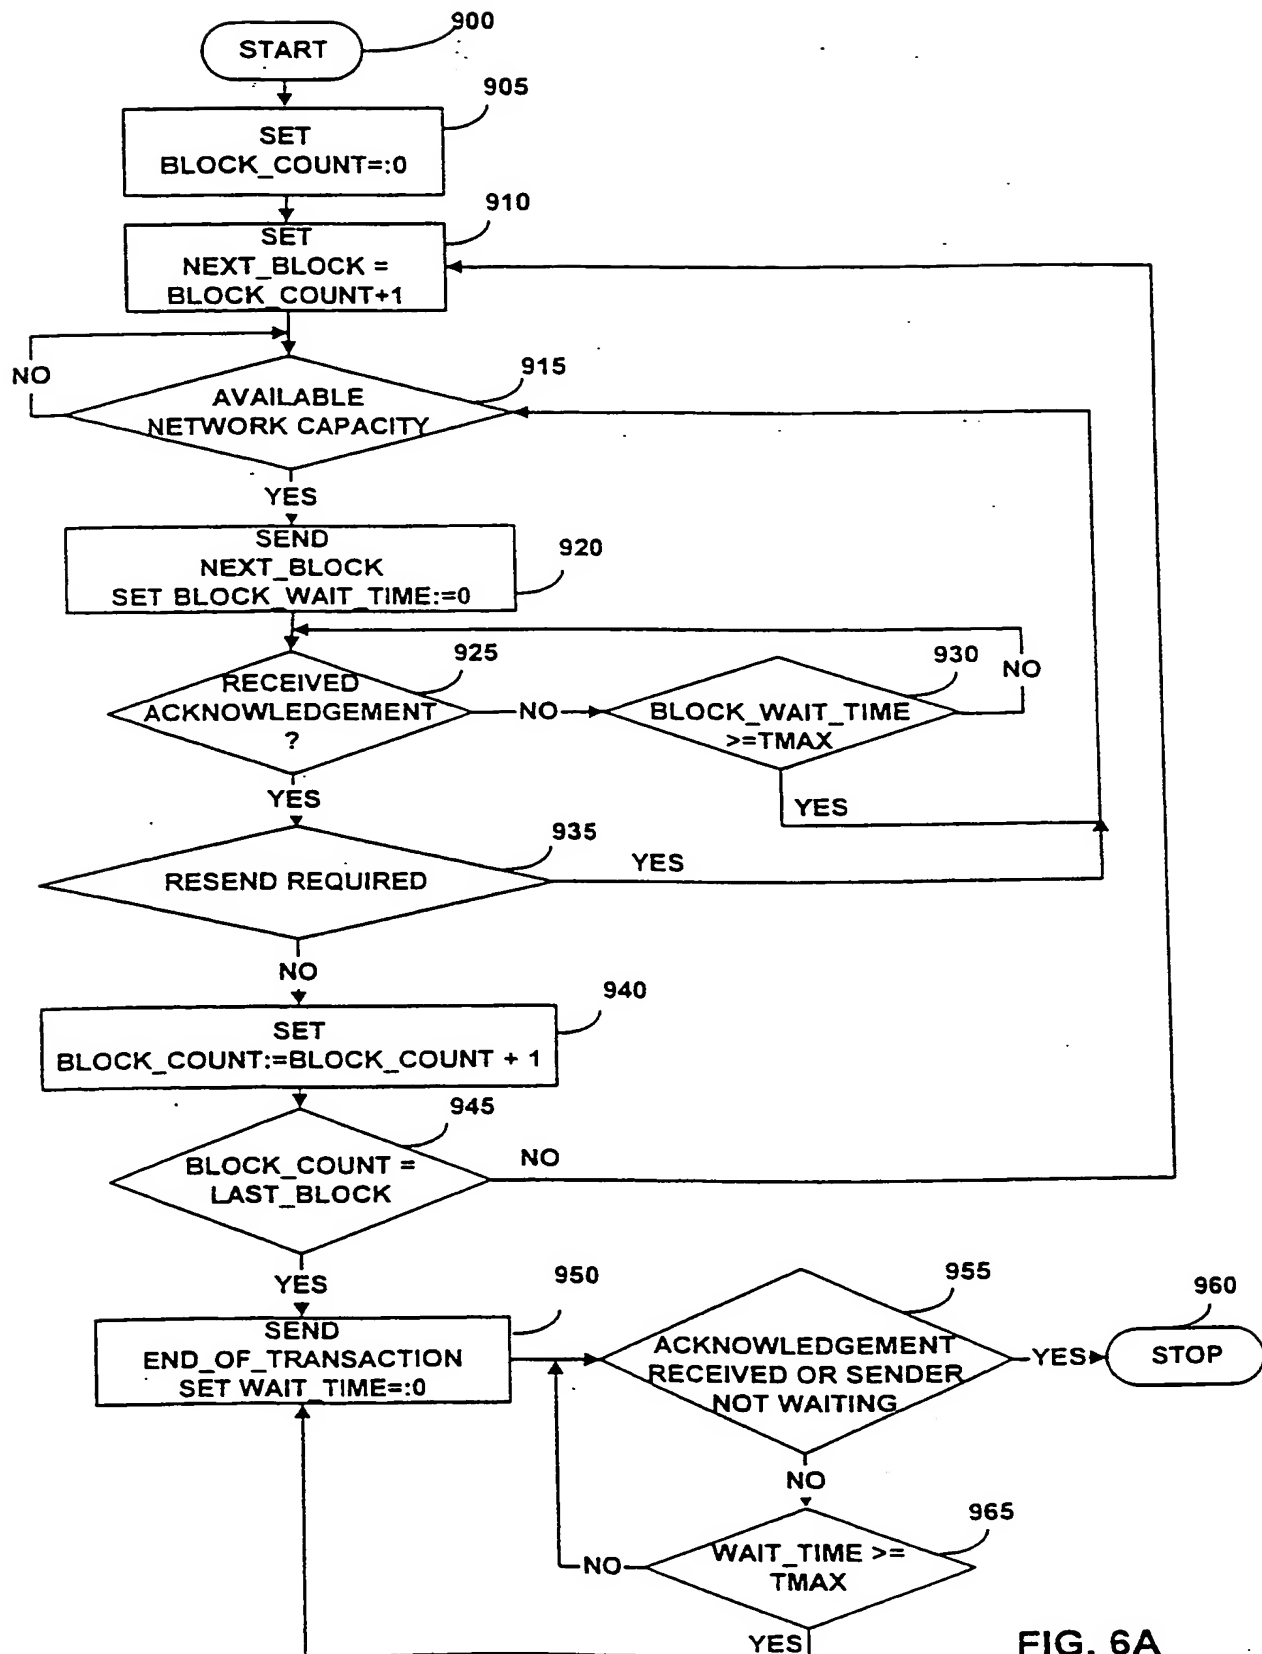 900
START
905
SET
BLOCK_COUNT=:0
910
SET
NEXT_BLOCK =
BLOCK_COUNT+1
NO
915
AVAILABLE
NETWORK CAPACITY
YES
SEND
NEXT_BLOCK
SET BLOCK_WAIT_TIME:=0
920
925
RECEIVED
ACKNOWLEDGEMENT
?
NO
930
BLOCK_WAIT_TIME
>=TMAX
NO
YES
YES
935
RESEND REQUIRED
YES
NO
940
SET
BLOCK_COUNT:=BLOCK_COUNT + 1
945
BLOCK_COUNT =
LAST_BLOCK
NO
YES
950
SEND
END_OF_TRANSACTION
SET WAIT_TIME=:0
955
ACKNOWLEDGEMENT
RECEIVED OR SENDER
NOT WAITING
YES
960
STOP
NO
965
WAIT_TIME >=
TMAX
NO
YES
FIG. 6A